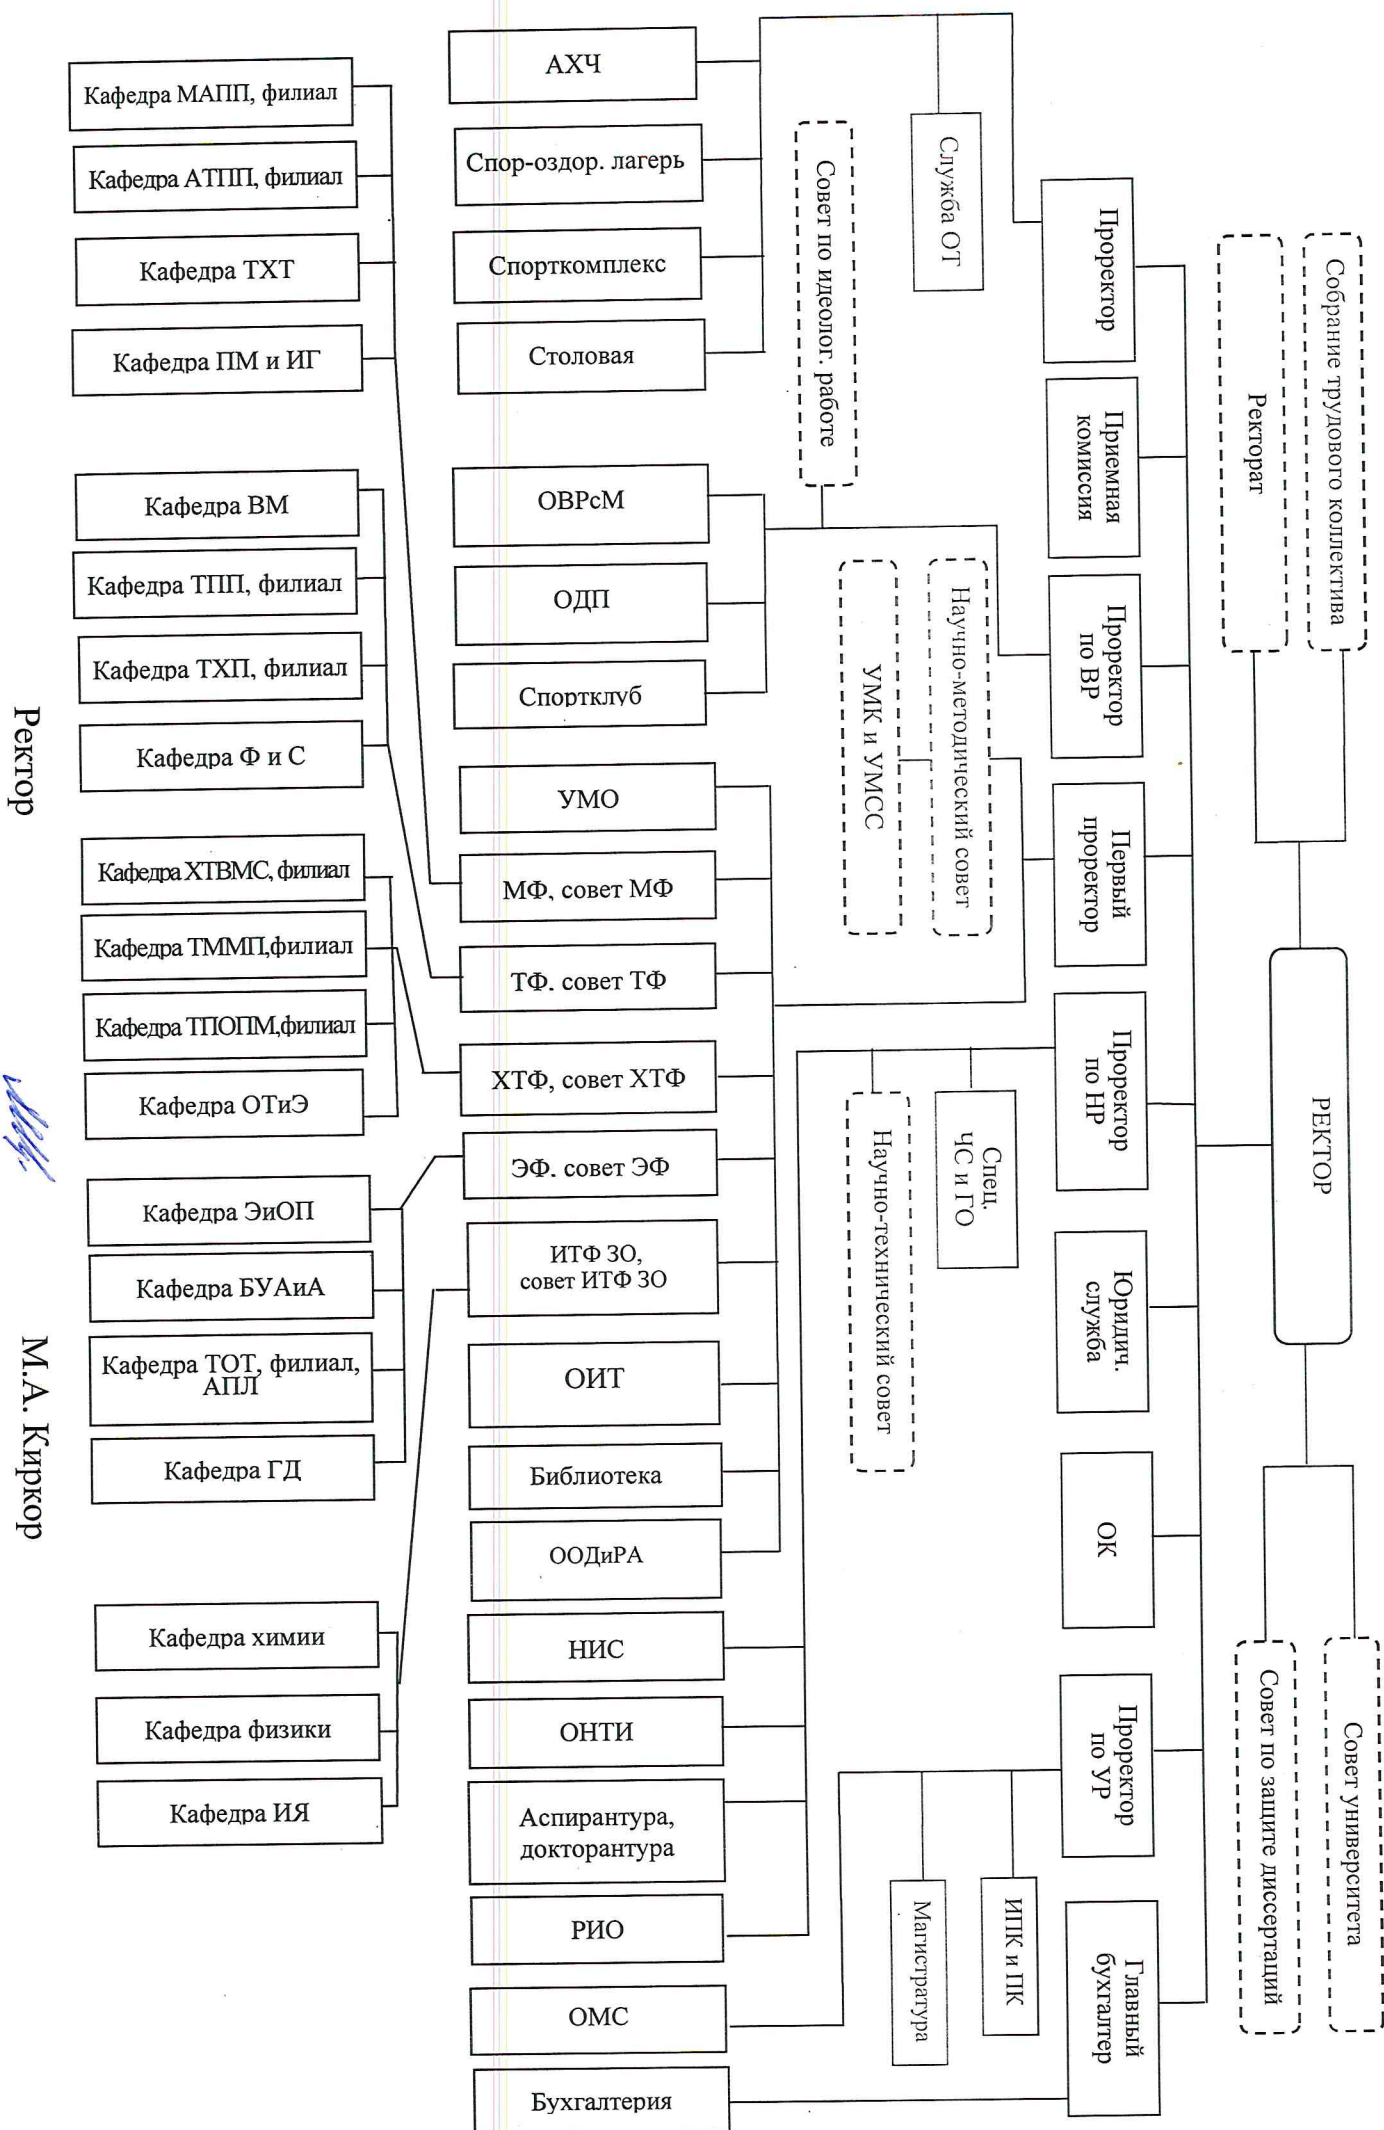 Собрание трудового коллектива
Ректорат
РЕКТОР
Совет университета
Совет по защите диссертаций
Проректор
Приемная
комиссия
Проректор
по ВР
Первый
проректор
Проректор
по НР
Юридич.
служба
ОК
Проректор
по УР
Главный
бухгалтер
Служба ОТ
Совет по идеолог. работе
Научно-методический совет
УМК и УМСС
Спец.
ЧС и ГО
Научно-технический совет
ИПК и ПК
Магистратура
АХЧ
Спор-оздор. лагерь
Спорткомплекс
Столовая
ОВРсМ
ОДП
Спортклуб
УМО
МФ, совет МФ
ТФ. совет ТФ
ХТФ, совет ХТФ
ЭФ. совет ЭФ
ИТФ ЗО,
совет ИТФ ЗО
ОИТ
Библиотека
ООДиРА
НИС
ОНТИ
Аспирантура,
докторантура
РИО
ОМС
Бухгалтерия
Кафедра МАПП, филиал
Кафедра АТПП, филиал
Кафедра ТХТ
Кафедра ПМ и ИГ
Кафедра ВМ
Кафедра ТПП, филиал
Кафедра ТХП, филиал
Кафедра Ф и С
Кафедра ХТВМС, филиал
Кафедра ТММП,филиал
Кафедра ТПОПМ,филиал
Кафедра ОТиЭ
Кафедра ЭиОП
Кафедра БУАиА
Кафедра ТОТ, филиал,
АПЛ
Кафедра ГД
Кафедра химии
Кафедра физики
Кафедра ИЯ
Ректор
М.А. Киркор